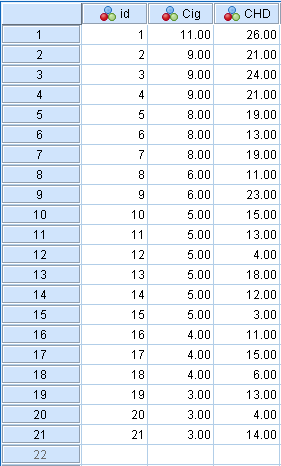 id Cig CHD
1 1 11.00 26.00
2 2 9.00 21.00
3 3 9.00 24.00
4 4 9.00 21.00
5 5 8.00 19.00
6 6 8.00 13.00
7 7 8.00 19.00
8 8 6.00 11.00
9 9 6.00 23.00
10 10 5.00 15.00
11 11 5.00 13.00
12 12 5.00 4.00
13 13 5.00 18.00
14 14 5.00 12.00
15 15 5.00 3.00
16 16 4.00 11.00
17 17 4.00 15.00
18 18 4.00 6.00
19 19 3.00 13.00
20 20 3.00 4.00
21 21 3.00 14.00
22